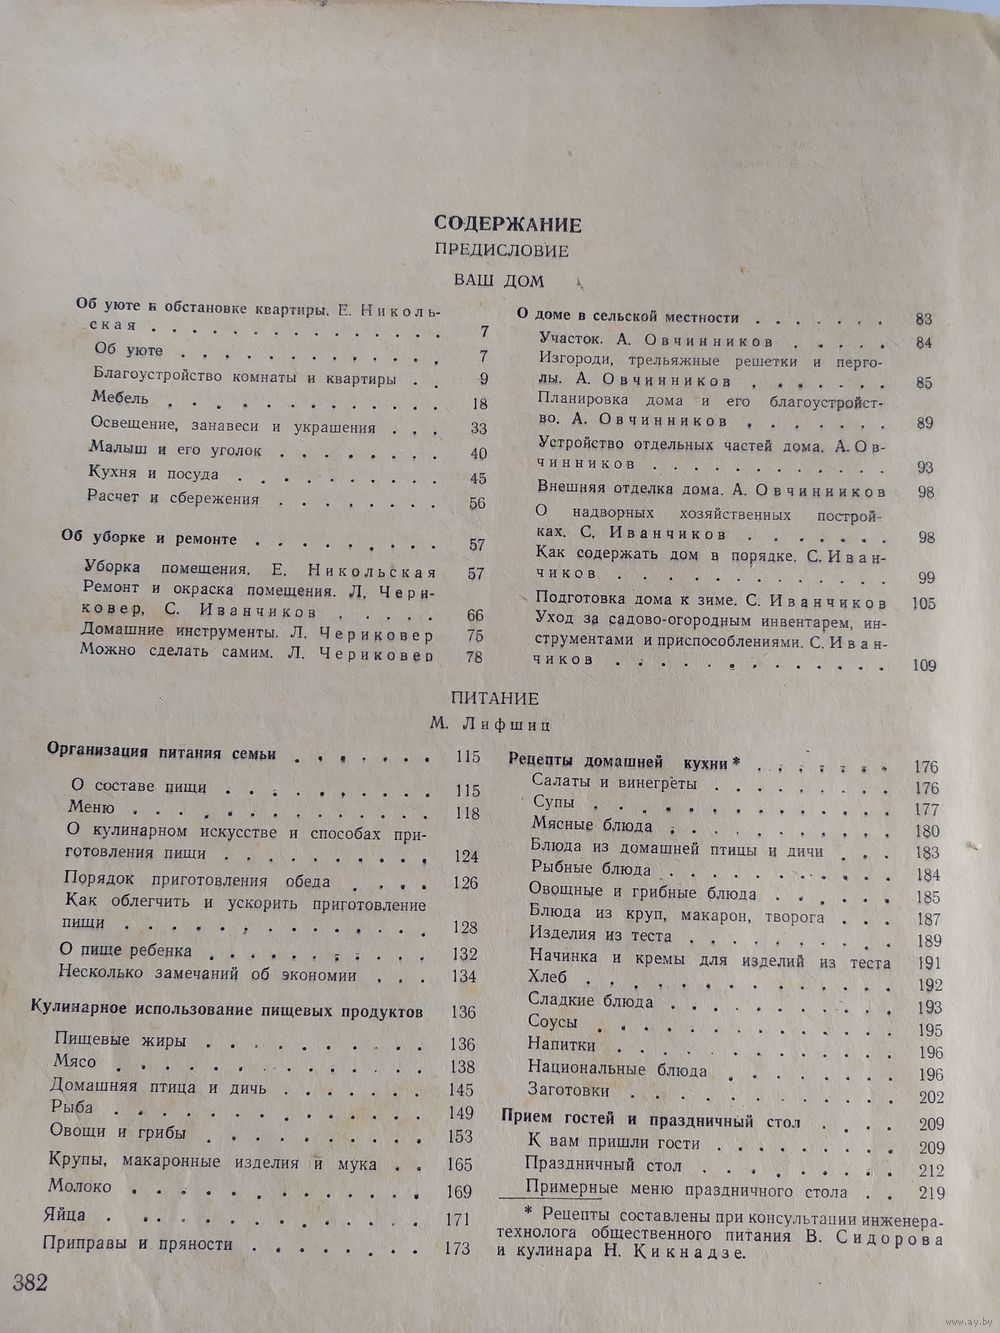 СОДЕРЖАНИЕ
ПРЕДИСЛОВИЕ
ВАШ ДОМ
Об уюте и обстановке квартиры. Е. Николь-
ская . . . . . . . . . . . . . 7
Об уюте . . . . . . . . . . . . 7
Благоустройство комнаты и квартиры . . 9
Мебель . . . . . . . . . . . . 18
Освещение, занавеси и украшения . . . 33
Малыш и его уголок . . . . . . . 40
Кухня и посуда . . . . . . . . . 45
Расчет и сбережения . . . . . . . 56
Об уборке и ремонте . . . . . . . . 57
Уборка помещения. Е. Никольская 57
Ремонт и окраска помещения. Л. Чери-
ковер, С. Иванчиков . . . . . 66
Домашние инструменты. Л. Чериковер 75
Можно сделать самим. Л. Чериковер 78
О доме в сельской местности . . . . . . . 83
Участок. А. Овчинников . . . . . 84
Изгороди, трельяжные решетки и перго-
лы. А. Овчинников . . . . . . . 85
Планировка дома и его благоустройст-
во. А. Овчинников . . . . . . . 89
Устройство отдельных частей дома. А. Ов-
чинников . . . . . . . . . . . . 93
Внешняя отделка дома. А. Овчинников 98
О надворных хозяйственных построй-
ках. С. Иванчиков . . . . . . . 98
Как содержать дом в порядке. С. Иван-
чиков . . . . . . . . . . . . . 99
Подготовка дома к зиме. С. Иванчиков 105
Уход за садово-огородным инвентарем, ин-
струментами и приспособлениями. С. Иван-
чиков . . . . . . . . . . . . . 109
ПИТАНИЕ
М. Лифшиц
Организация питания семьи . . . . . . . 115
О составе пищи . . . . . . . . . 115
Меню . . . . . . . . . . . . . 118
О кулинарном искусстве и способах при-
готовления пищи . . . . . . . . . 124
Порядок приготовления обеда . . . . 126
Как облегчить и ускорить приготовление
пищи . . . . . . . . . . . . . 128
О пище ребенка . . . . . . . . . . 132
Несколько замечаний об экономии . . . 134
Кулинарное использование пищевых продуктов 136
Пищевые жиры . . . . . . . . . 136
Мясо . . . . . . . . . . . . . 138
Домашняя птица и дичь . . . . . . 145
Рыба . . . . . . . . . . . . . 149
Овощи и грибы . . . . . . . . . 153
Крупы, макаронные изделия и мука . . 165
Молоко . . . . . . . . . . . . 169
Яйца . . . . . . . . . . . . . 171
Приправы и пряности . . . . . . . 173
Рецепты домашней кухни * . . . . . . . 176
Салаты и винегреты . . . . . . . . 176
Супы . . . . . . . . . . . . . 177
Мясные блюда . . . . . . . . . . 180
Блюда из домашней птицы и дичи . . . 183
Рыбные блюда . . . . . . . . . . 184
Овощные и грибные блюда . . . . . . 185
Блюда из круп, макарон, творога . . . 187
Изделия из теста . . . . . . . . . 189
Начинка и кремы для изделий из теста 191
Хлеб . . . . . . . . . . . . . 192
Сладкие блюда . . . . . . . . . . 193
Соусы . . . . . . . . . . . . . 195
Напитки . . . . . . . . . . . . 196
Национальные блюда . . . . . . . 196
Заготовки . . . . . . . . . . . 202
Прием гостей и праздничный стол . . . . 209
К вам пришли гости . . . . . . . . 209
Праздничный стол . . . . . . . . 212
Примерные меню праздничного стола . . 219
* Рецепты составлены при консультации инженера-
технолога общественного питания В. Сидорова
и кулинара Н. Кикнадзе.
382
www.ay.by